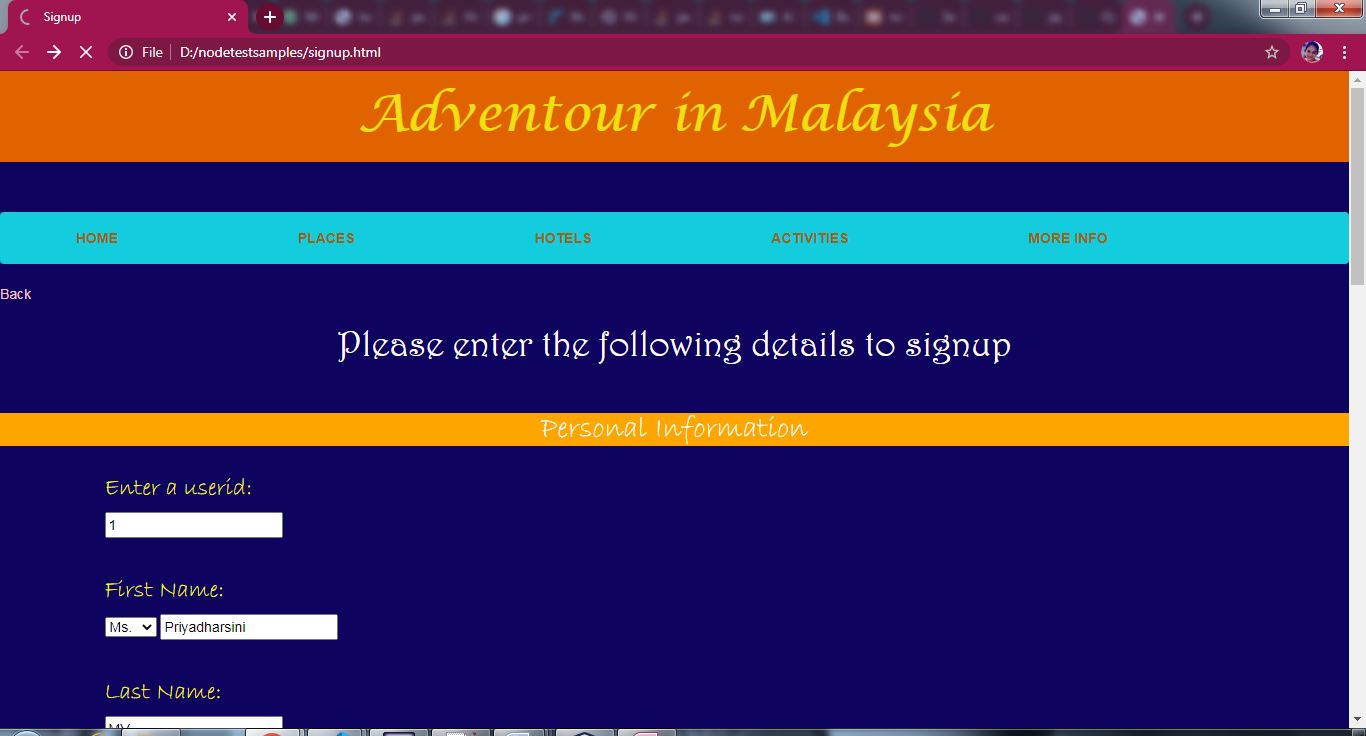 Signup
File D:/nodetestsamples/signup.html
Adventour in Malaysia
HOME PLACES HOTELS ACTIVITIES MORE INFO
Back
Please enter the following details to signup
Personal Information
Enter a userid:
1
First Name:
Ms. Priyadharsini
Last Name:
MV